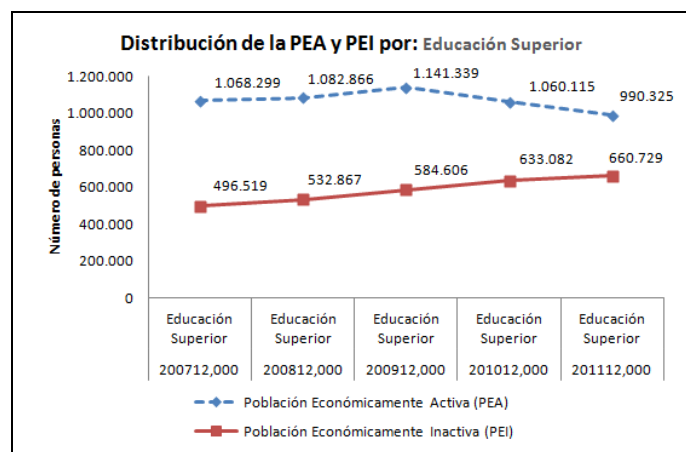 Distribución de la PEA y PEI por: Educación Superior
Número de personas
1.200.000
1.000.000
800.000
600.000
400.000
200.000
0
1.068.299
1.082.866
1.141.339
1.060.115
990.325
496.519
532.867
584.606
633.082
660.729
Educación Educación Educación Educación Educación
Superior Superior Superior Superior Superior
200712,000 200812,000 200912,000 201012,000 201112,000
Población Económicamente Activa (PEA)
Población Económicamente Inactiva (PEI)